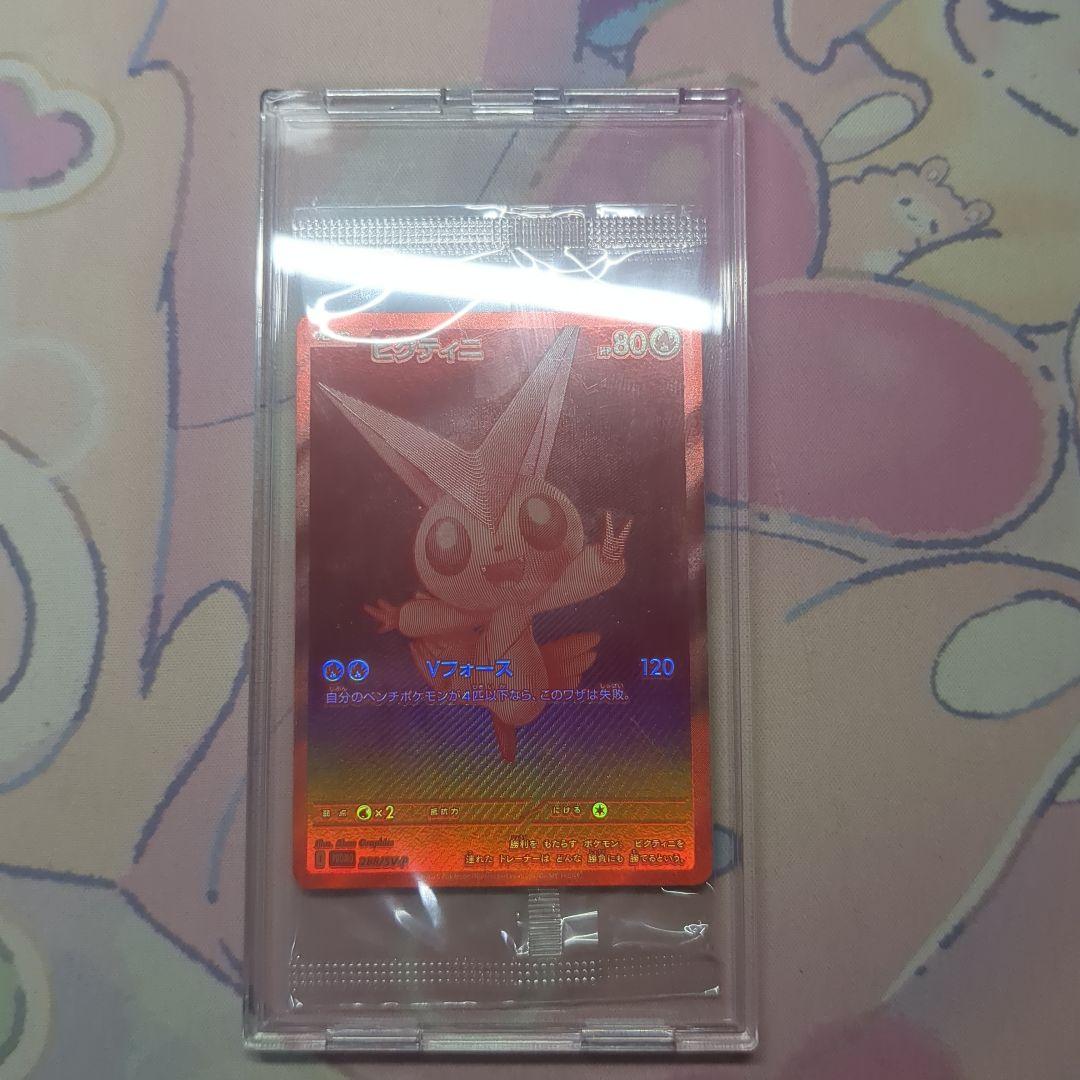 ビクティニ HP80
Vフォース 120
自分のベンチポケモンが4匹以下なら、このワザは失敗。
弱点 ×2 抵抗力 にげる
Illus. Shen Graphics
勝利を もたらす ポケモン。 ビクティニを
連れた トレーナーは どんな 勝負にも 勝てるという。
PROMO 288/SV-P